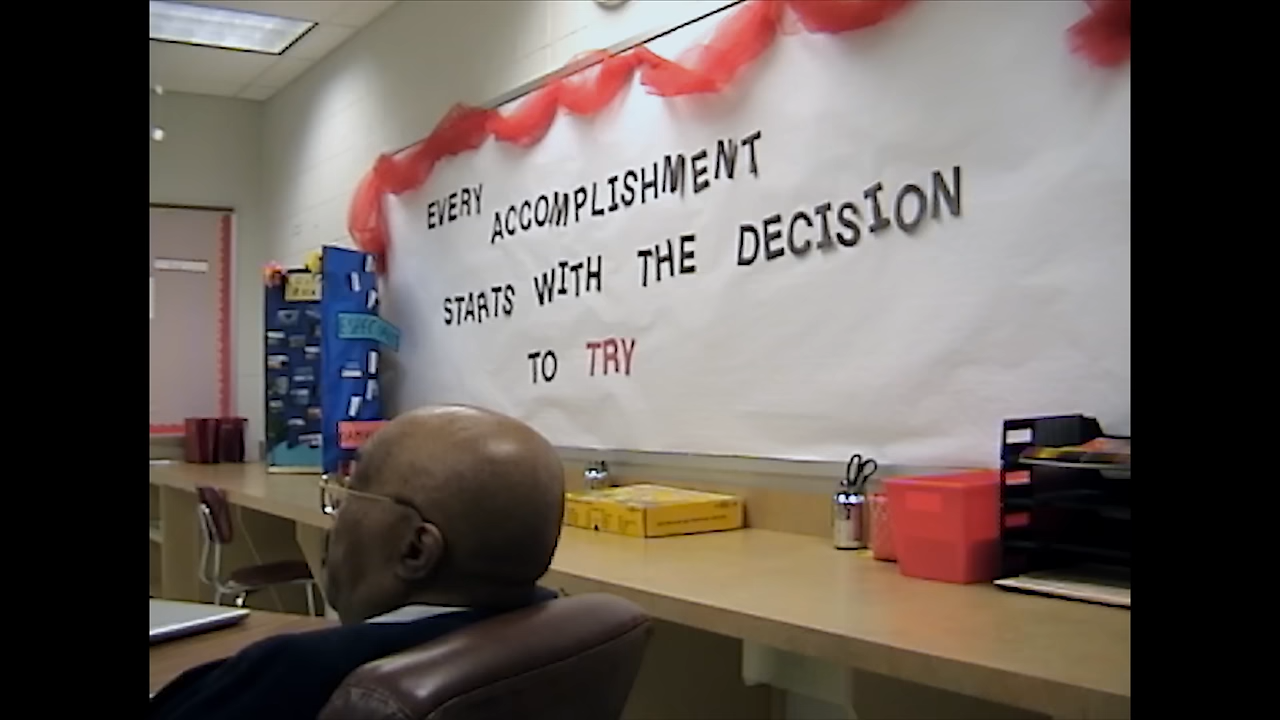 EVERY ACCOMPLISHMENT
STARTS WITH THE DECISION
TO TRY